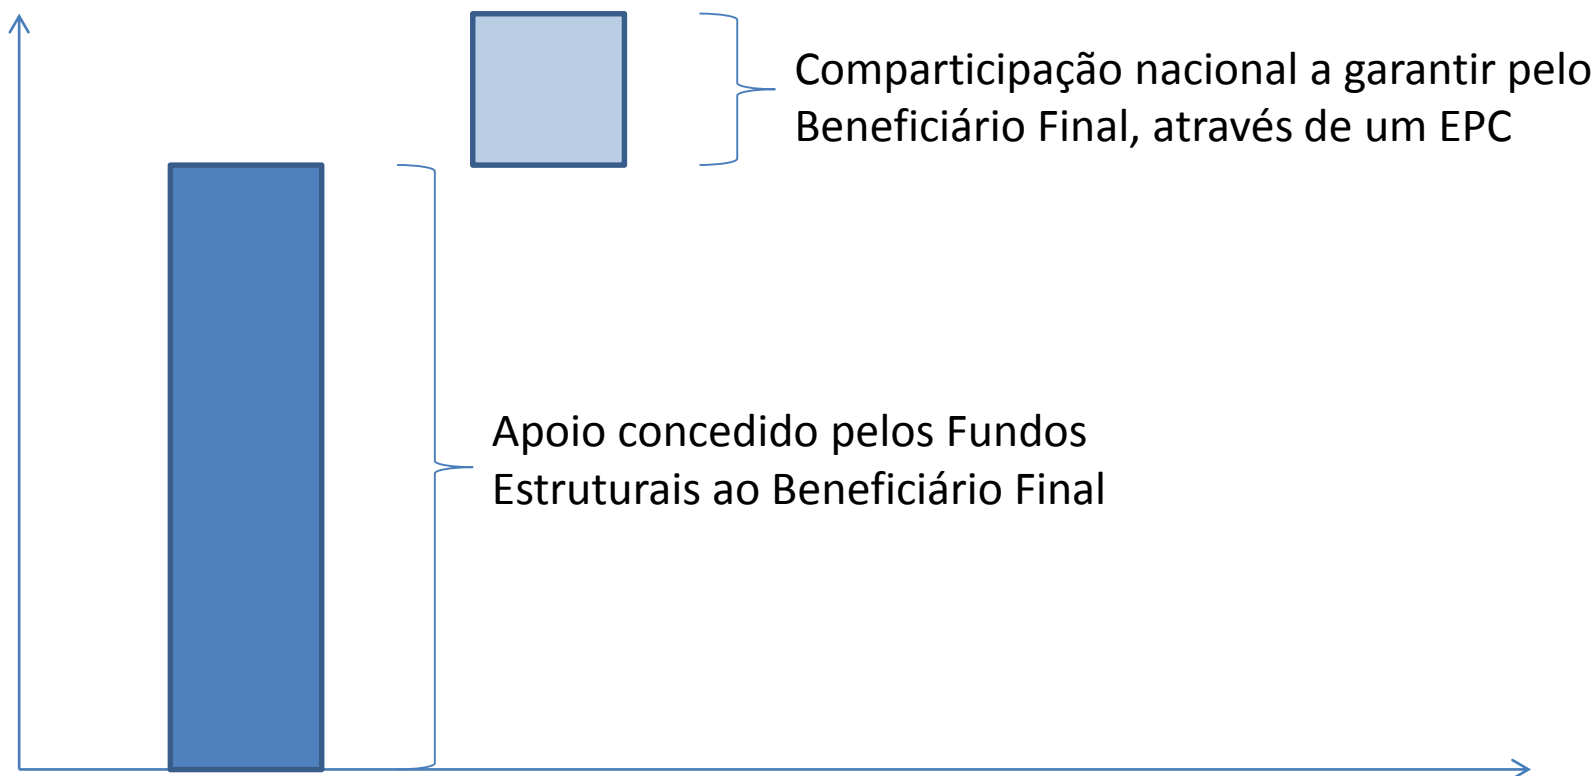 Comparticipação nacional a garantir pelo
Beneficiário Final, através de um EPC
Apoio concedido pelos Fundos
Estruturais ao Beneficiário Final